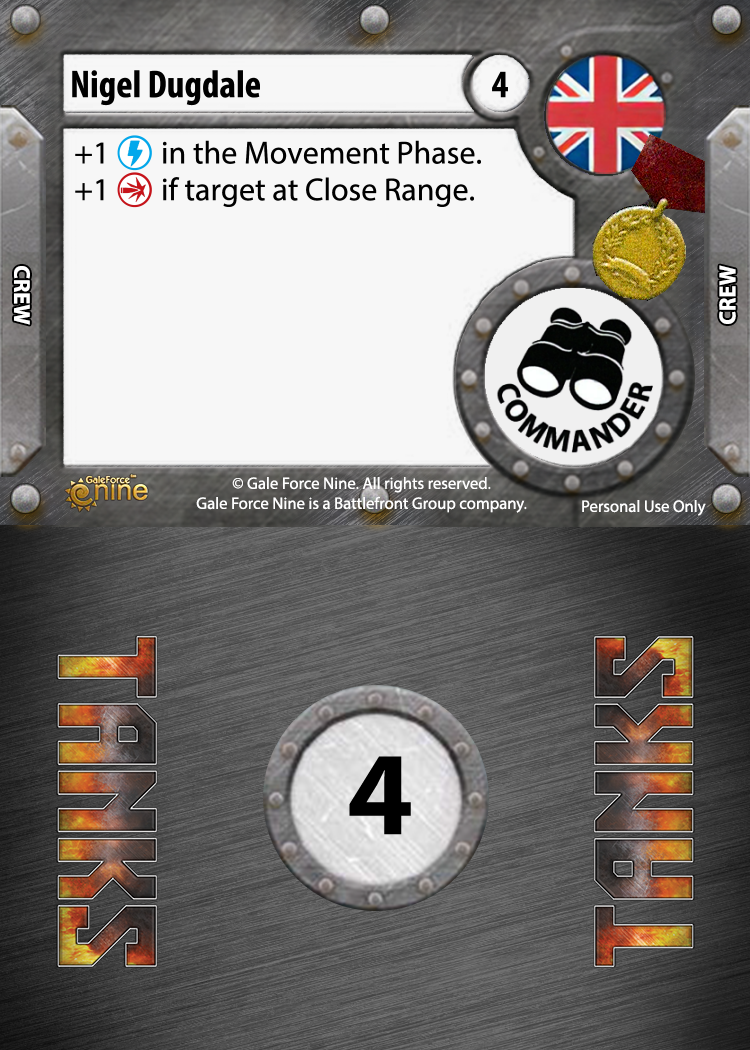 Nigel Dugdale
4
+1 in the Movement Phase.
+1 if target at Close Range.
CREW
CREW
COMMANDER
GaleForce™
nine
© Gale Force Nine. All rights reserved.
Gale Force Nine is a Battlefront Group company.
Personal Use Only
TANKS
4
TANKS